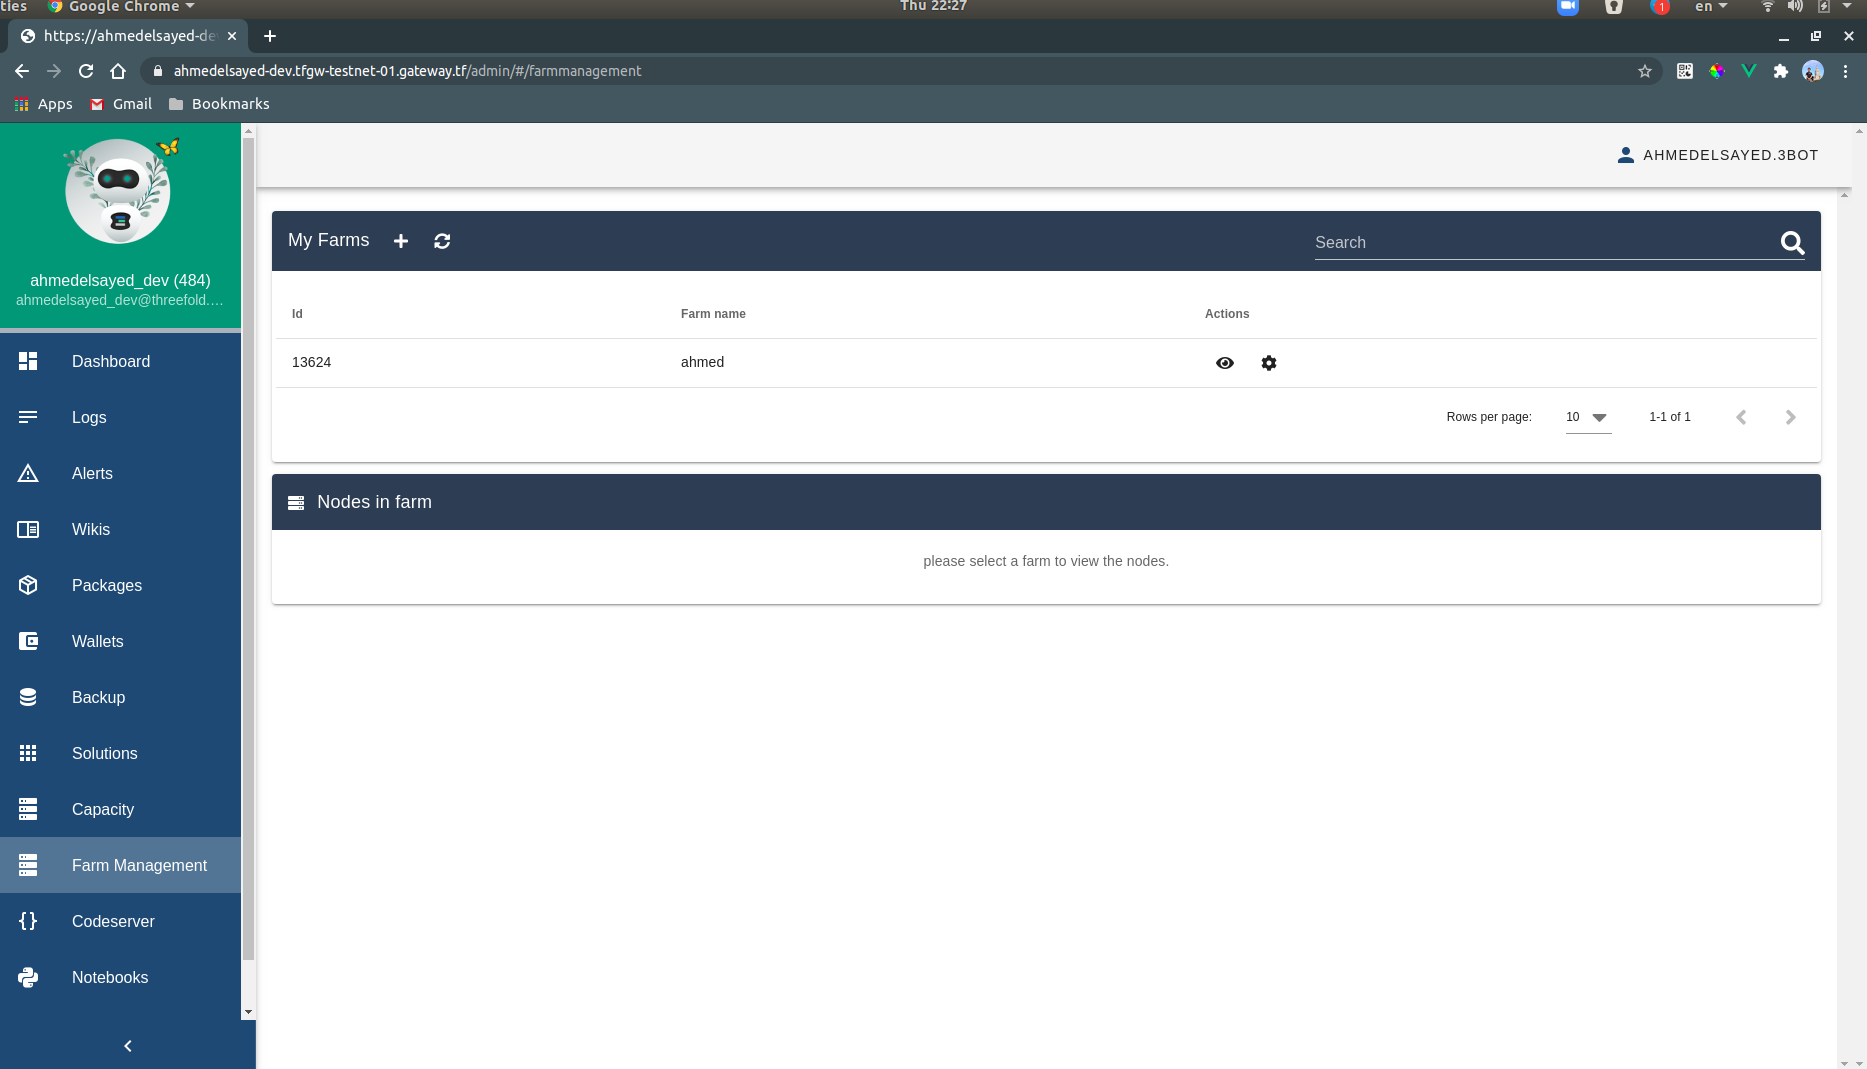 ties Google Chrome Thu 22:27 1 en
https://ahmedelsayed-de
ahmedelsayed-dev.tfgw-testnet-01.gateway.tf/admin/#/farmmanagement
Apps Gmail Bookmarks
AHMEDELSAYED.3BOT
ahmedelsayed_dev (484)
ahmedelsayed_dev@threefold....
Dashboard
Logs
Alerts
Wikis
Packages
Wallets
Backup
Solutions
Capacity
Farm Management
Codeserver
Notebooks
My Farms Search
Id Farm name Actions
13624 ahmed
Rows per page: 10 1-1 of 1
Nodes in farm
please select a farm to view the nodes.